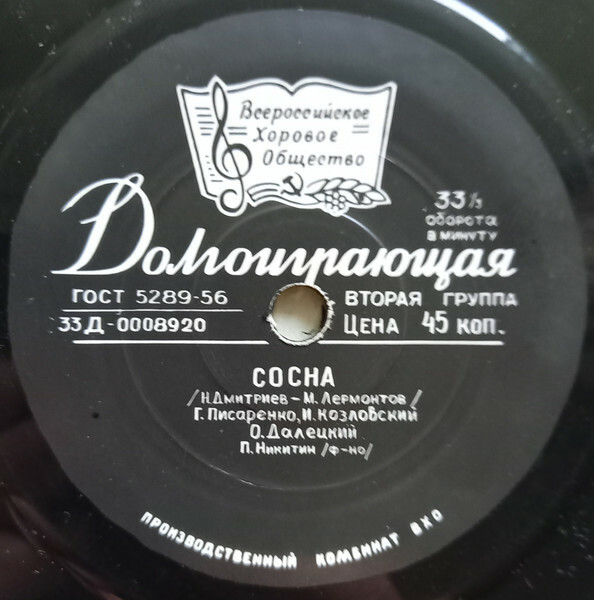 Всероссийское
Хоровое
Общество
33⅓
оборота
в минуту
Долгоиграющая
ГОСТ 5289-56
ВТОРАЯ ГРУППА
33Д-0008920
ЦЕНА 45 КОП.
СОСНА
/Н.Дмитриев-М.Лермонтов/
Г.Писаренко, И.Козловский
О.Далецкий
П.Никитин /ф-но/
ПРОИЗВОДСТВЕННЫЙ КОМБИНАТ ВХО